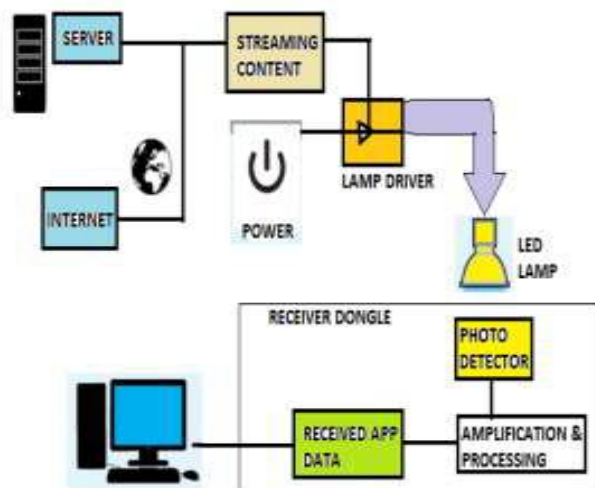 SERVER
STREAMING
CONTENT
LAMP DRIVER
POWER
INTERNET
LED
LAMP
RECEIVER DONGLE
PHOTO
DETECTOR
RECEIVED APP
DATA
AMPLIFICATION &
PROCESSING